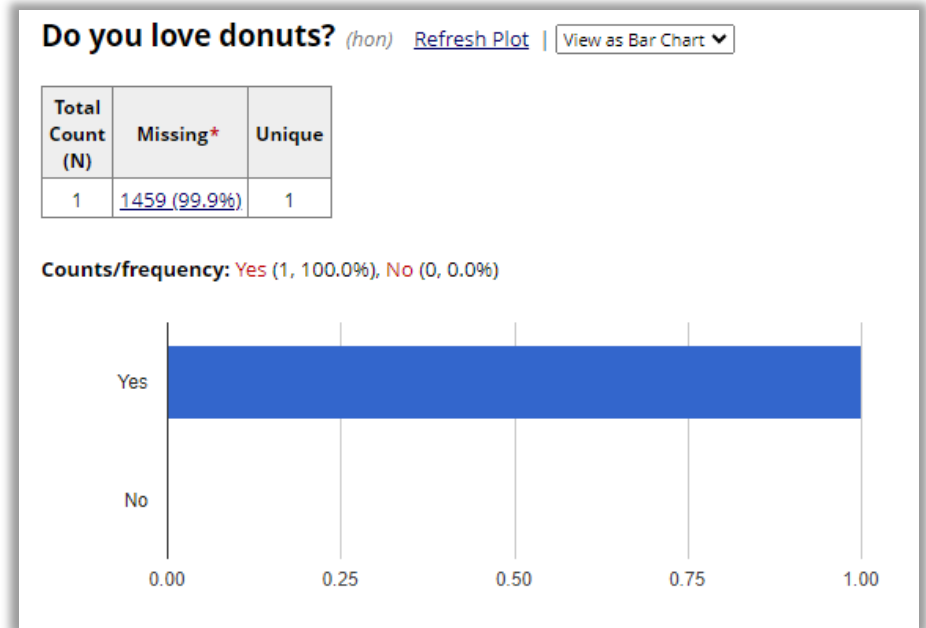 Do you love donuts? (hon) Refresh Plot | View as Bar Chart
Total Count (N) Missing* Unique
1 1459 (99.9%) 1
Counts/frequency: Yes (1, 100.0%), No (0, 0.0%)
Yes
No
0.00 0.25 0.50 0.75 1.00